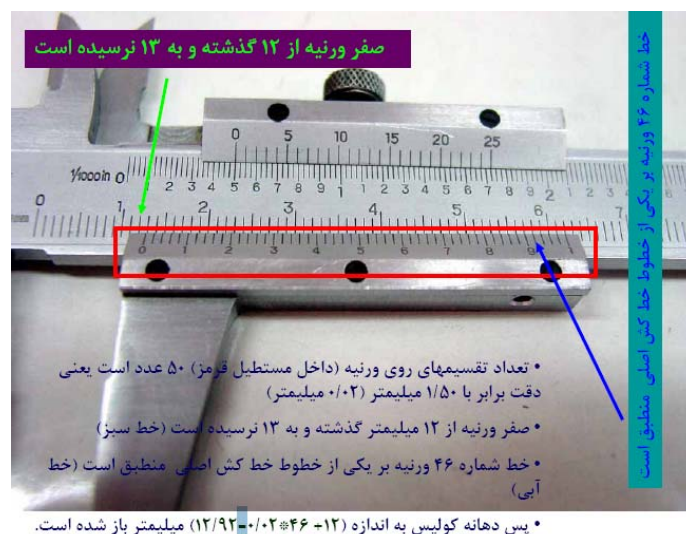 صفر ورنیه از ۱۲ گذشته و به ۱۳ نرسیده است
خط شماره ۴۶ ورنیه بر یکی از خطوط خط کش اصلی منطبق است
0 5 10 15 20 25
1/1000in 0 1 2 3 4 5 6 7 8 9 1 1 2 3 4 5 6 7 8 9 2 1 2 3
0 1 2 3 4 5 6 7
0 1 2 3 4 5 6 7 8 9 1
• تعداد تقسیمهای روی ورنیه (داخل مستطیل قرمز) ۵۰ عدد است یعنی
دقت برابر با ۱/۵۰ میلیمتر (۰/۰۲ میلیمتر)
• صفر ورنیه از ۱۲ میلیمتر گذشته و به ۱۳ نرسیده است (خط سبز)
• خط شماره ۴۶ ورنیه بر یکی از خطوط خط کش اصلی منطبق است (خط
آبی)
• پس دهانه کولیس به اندازه (۱۲+ ۴۶*۰/۰۲=۱۲/۹۲) میلیمتر باز شده است.